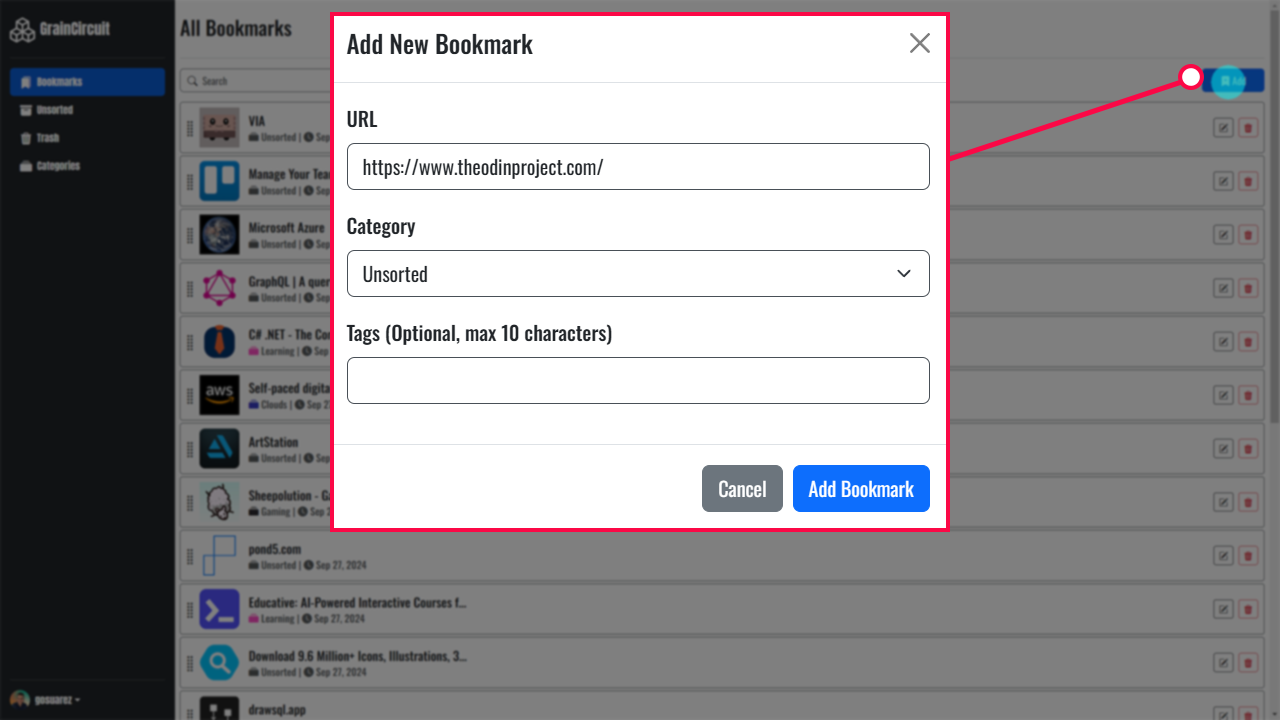 GrainCircuit
Bookmarks
Unsorted
Trash
Categories
gosuarez
All Bookmarks
Search
Add
VIA
Unsorted | Sep
Manage Your Tea
Unsorted | Sep
Microsoft Azure
Unsorted | Sep
GraphQL | A quer
Unsorted | Sep
C# .NET - The Co
Learning | Sep
aws
Self-paced digita
Clouds | Sep 2
ArtStation
Unsorted | Sep
Sheepolution - G
Gaming | Sep 2
pond5.com
Unsorted | Sep 27, 2024
Educative: AI-Powered Interactive Courses f...
Learning | Sep 27, 2024
Download 9.6 Million+ Icons, Illustrations, 3...
Unsorted | Sep 27, 2024
drawsql.app
Add New Bookmark
URL
https://www.theodinproject.com/
Category
Unsorted
Tags (Optional, max 10 characters)
Cancel
Add Bookmark